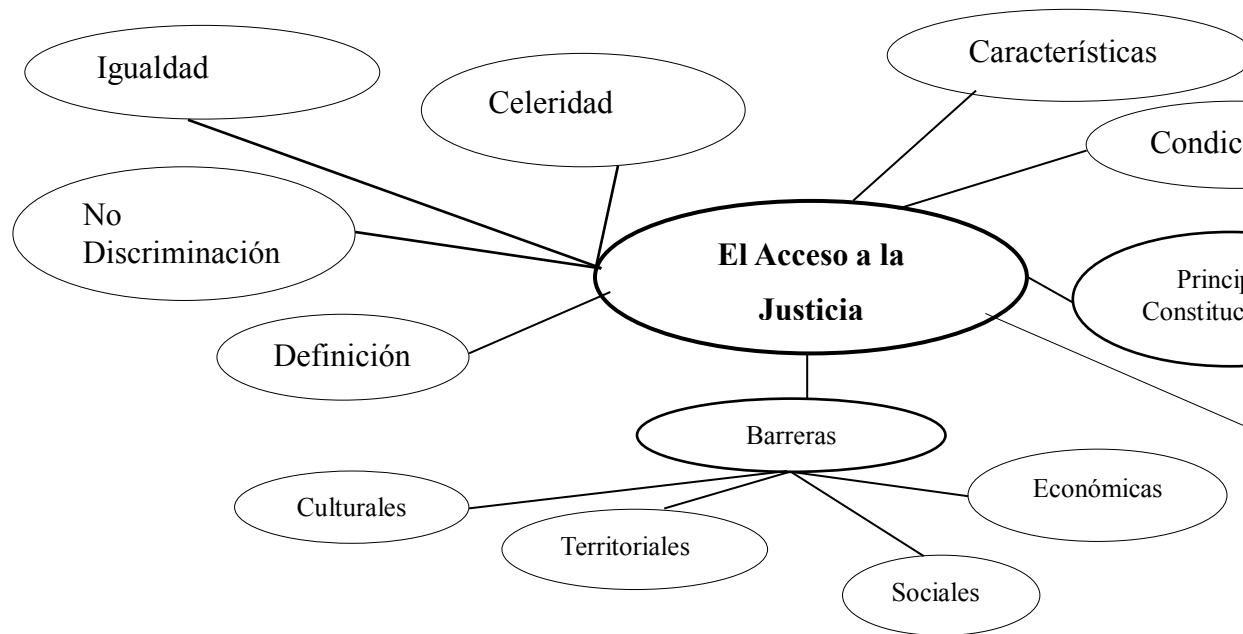 Igualdad
Celeridad
Características
No
Discriminación
El Acceso a la
Justicia
Definición
Barreras
Culturales
Territoriales
Sociales
Económicas